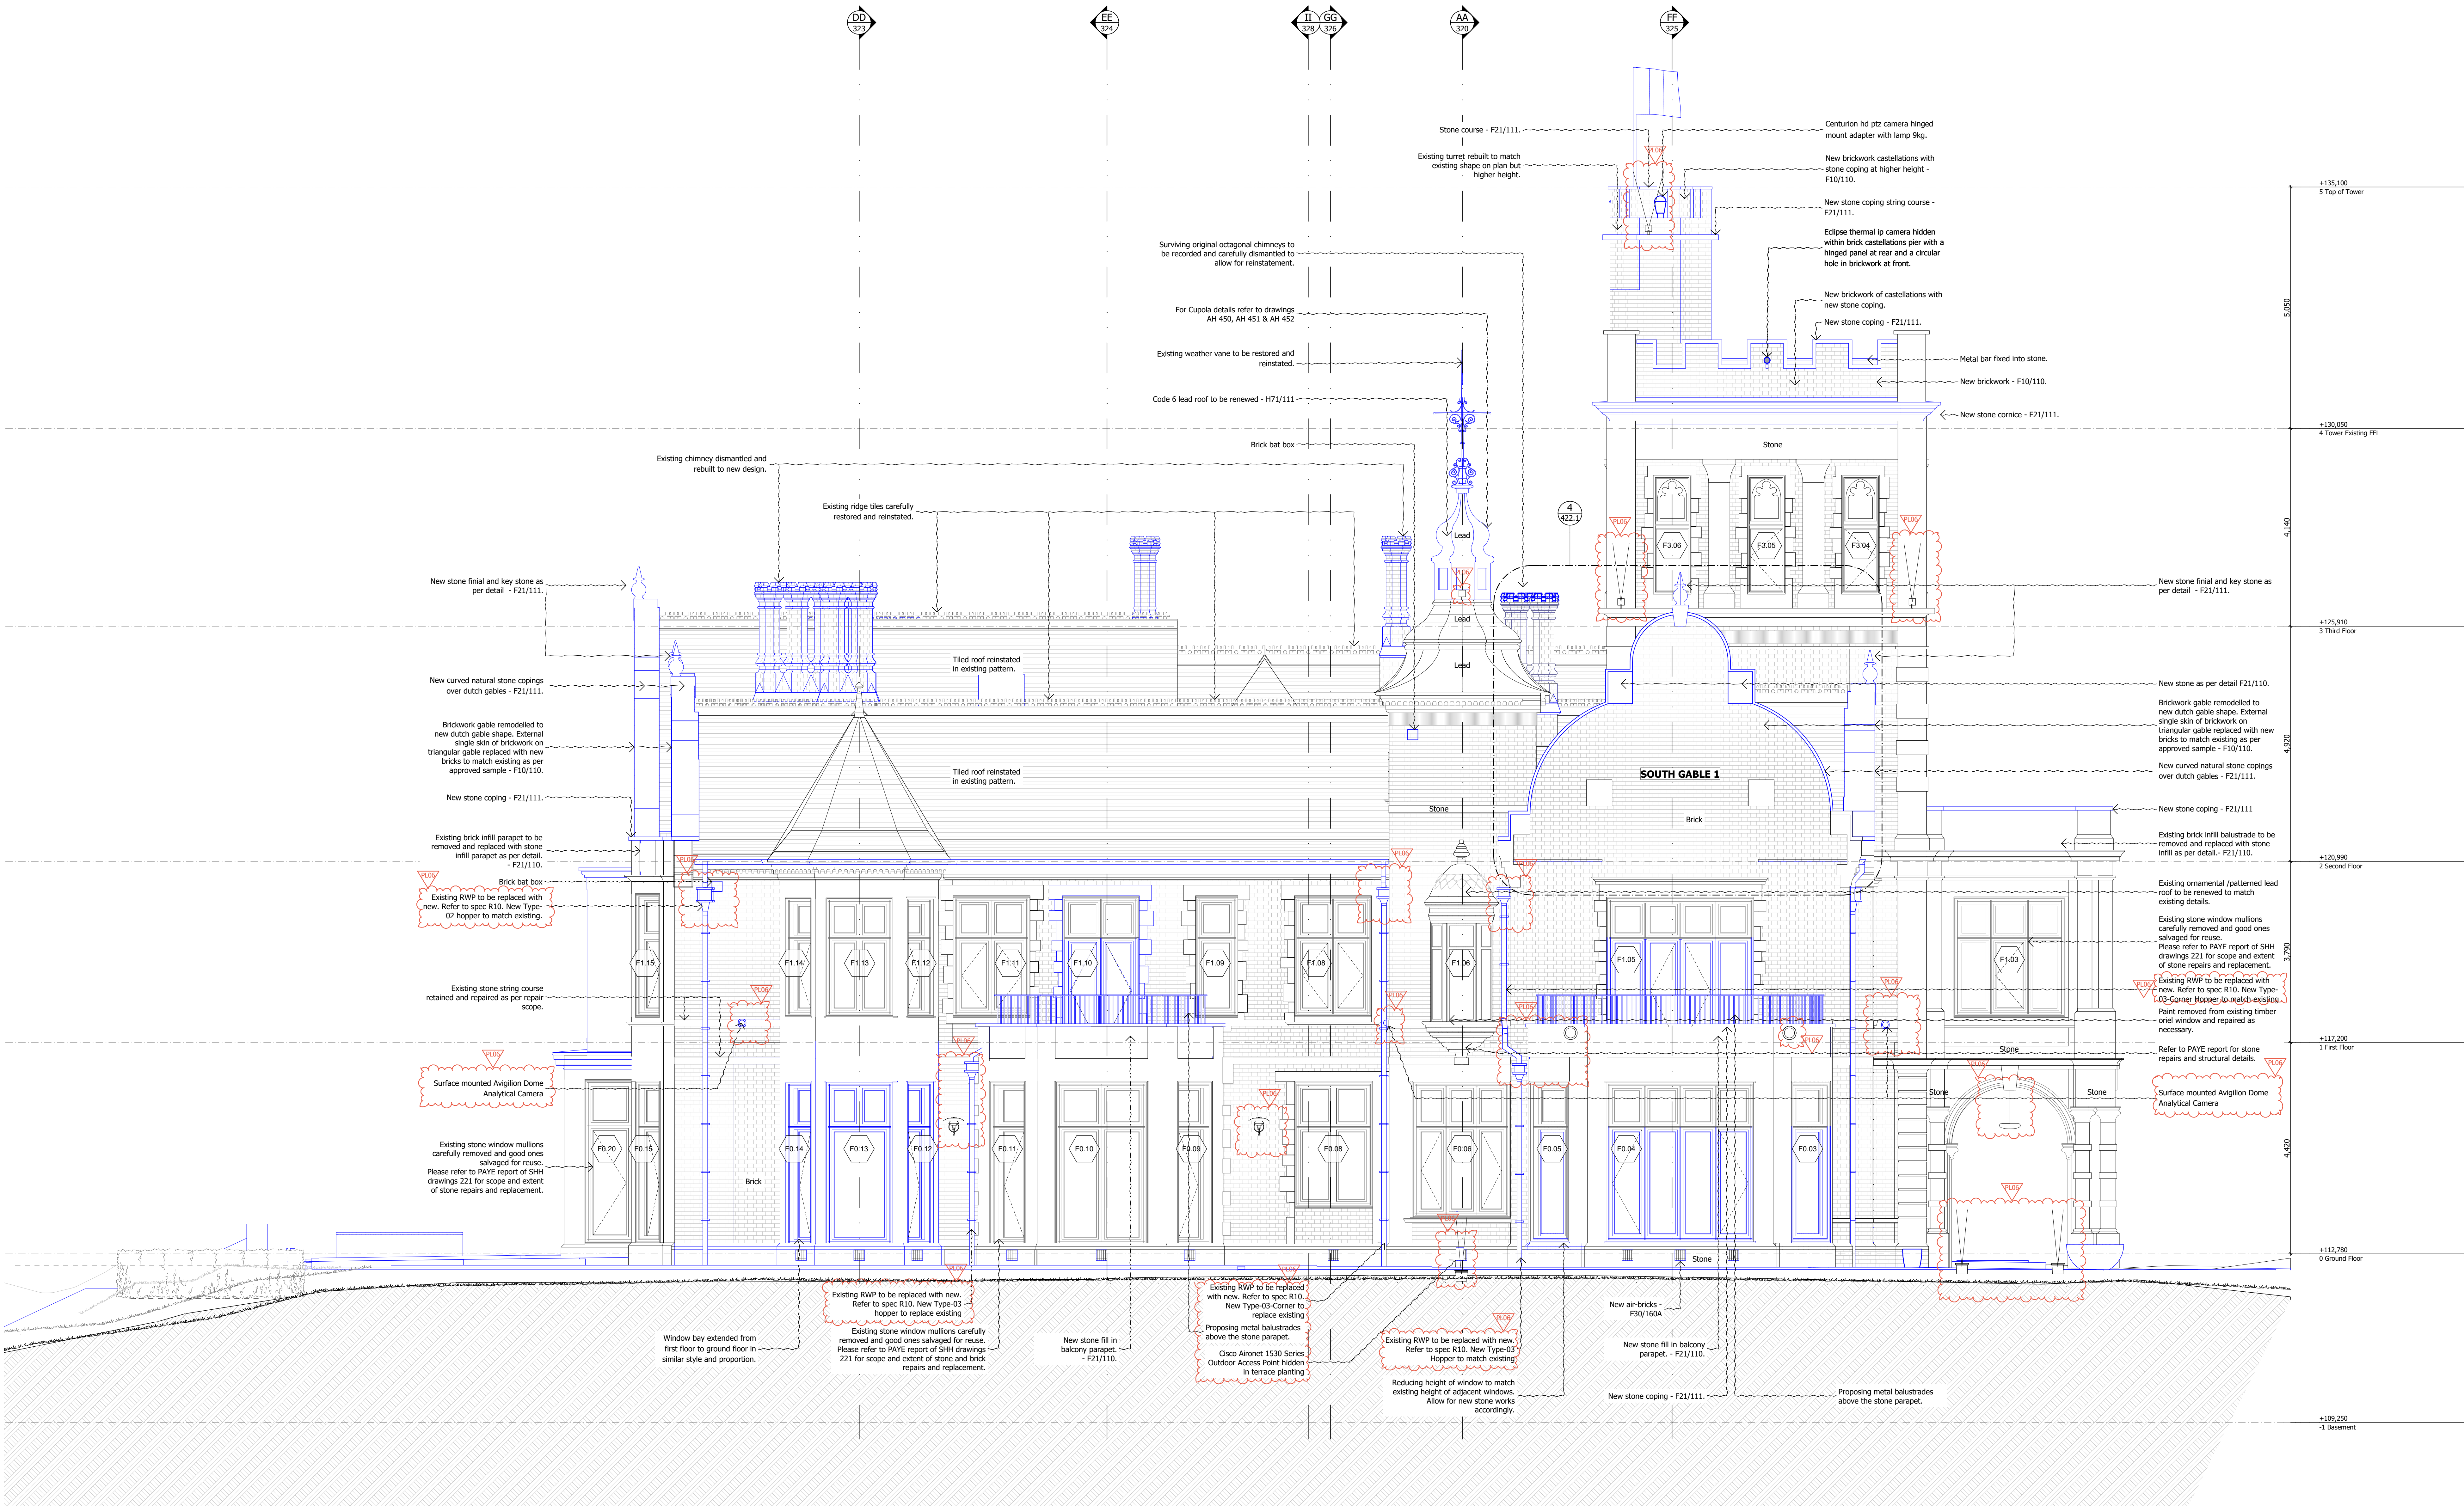 DD
323
EE
324
II
328
GG
326
AA
320
FF
325
Stone course - F21/111.
Existing turret rebuilt to match
existing shape on plan but
higher height.
PL06
Centurion hd ptz camera hinged
mount adapter with lamp 9kg.
New brickwork castellations with
stone coping at higher height -
F10/110.
New stone coping string course -
F21/111.
Eclipse thermal ip camera hidden
within brick castellations pier with a
hinged panel at rear and a circular
hole in brickwork at front.
New brickwork of castellations with
new stone coping.
New stone coping - F21/111.
Metal bar fixed into stone.
New brickwork - F10/110.
New stone cornice - F21/111.
+135,100
5 Top of Tower
5,050
+130,050
4 Tower Existing FFL
4,140
+125,910
3 Third Floor
4,920
+120,990
2 Second Floor
3,790
+117,200
1 First Floor
4,420
+112,780
0 Ground Floor
+109,250
-1 Basement
Surviving original octagonal chimneys to
be recorded and carefully dismantled to
allow for reinstatement.
For Cupola details refer to drawings
AH 450, AH 451 & AH 452
Existing weather vane to be restored and
reinstated.
Code 6 lead roof to be renewed - H71/111
Brick bat box
Existing chimney dismantled and
rebuilt to new design.
Existing ridge tiles carefully
restored and reinstated.
4
422.1
Stone
Lead
Lead
Lead
PL06
PL06
PL06
F3.06
F3.05
F3.04
New stone finial and key stone as
per detail - F21/111.
New curved natural stone copings
over dutch gables - F21/111.
Brickwork gable remodelled to
new dutch gable shape. External
single skin of brickwork on
triangular gable replaced with new
bricks to match existing as per
approved sample - F10/110.
New stone coping - F21/111.
Existing brick infill parapet to be
removed and replaced with stone
infill parapet as per detail.
- F21/110.
Brick bat box
PL06
Existing RWP to be replaced with
new. Refer to spec R10. New Type-
02 hopper to match existing.
Existing stone string course
retained and repaired as per repair
scope.
PL06
Surface mounted Avigilion Dome
Analytical Camera
Existing stone window mullions
carefully removed and good ones
salvaged for reuse.
Please refer to PAYE report of SHH
drawings 221 for scope and extent
of stone repairs and replacement.
Tiled roof reinstated
in existing pattern.
Tiled roof reinstated
in existing pattern.
Stone
SOUTH GABLE 1
Brick
New stone finial and key stone as
per detail - F21/111.
New stone as per detail F21/110.
Brickwork gable remodelled to
new dutch gable shape. External
single skin of brickwork on
triangular gable replaced with new
bricks to match existing as per
approved sample - F10/110.
New curved natural stone copings
over dutch gables - F21/111.
New stone coping - F21/111
Existing brick infill balustrade to be
removed and replaced with stone
infill as per detail.- F21/110.
Existing ornamental /patterned lead
roof to be renewed to match
existing details.
Existing stone window mullions
carefully removed and good ones
salvaged for reuse.
Please refer to PAYE report of SHH
drawings 221 for scope and extent
of stone repairs and replacement.
PL06
Existing RWP to be replaced with
new. Refer to spec R10. New Type-
03-Corner Hopper to match existing
Paint removed from existing timber
oriel window and repaired as
necessary.
Refer to PAYE report for stone
repairs and structural details.
PL06
Surface mounted Avigilion Dome
Analytical Camera
PL06
PL06
PL06
F1.15
F1.14
F1.13
F1.12
F1.11
F1.10
F1.09
F1.08
F1.06
F1.05
F1.03
PL06
PL06
PL06
PL06
PL06
PL06
PL06
PL06
Stone
Stone
Stone
F0.20
F0.15
F0.14
F0.13
F0.12
F0.11
F0.10
F0.09
F0.08
F0.06
F0.05
F0.04
F0.03
Brick
PL06
PL06
Stone
PL06
Existing RWP to be replaced with new.
Refer to spec R10. New Type-03
hopper to replace existing
Window bay extended from
first floor to ground floor in
similar style and proportion.
Existing stone window mullions carefully
removed and good ones salvaged for reuse.
Please refer to PAYE report of SHH drawings
221 for scope and extent of stone and brick
repairs and replacement.
New stone fill in
balcony parapet.
- F21/110.
PL06
Existing RWP to be replaced
with new. Refer to spec R10.
New Type-03-Corner to
replace existing
Proposing metal balustrades
above the stone parapet.
Cisco Aironet 1530 Series
Outdoor Access Point hidden
in terrace planting
PL06
Existing RWP to be replaced with new.
Refer to spec R10. New Type-03
Hopper to match existing
Reducing height of window to match
existing height of adjacent windows.
Allow for new stone works
accordingly.
New air-bricks -
F30/160A
New stone fill in balcony
parapet. - F21/110.
New stone coping - F21/111.
Proposing metal balustrades
above the stone parapet.